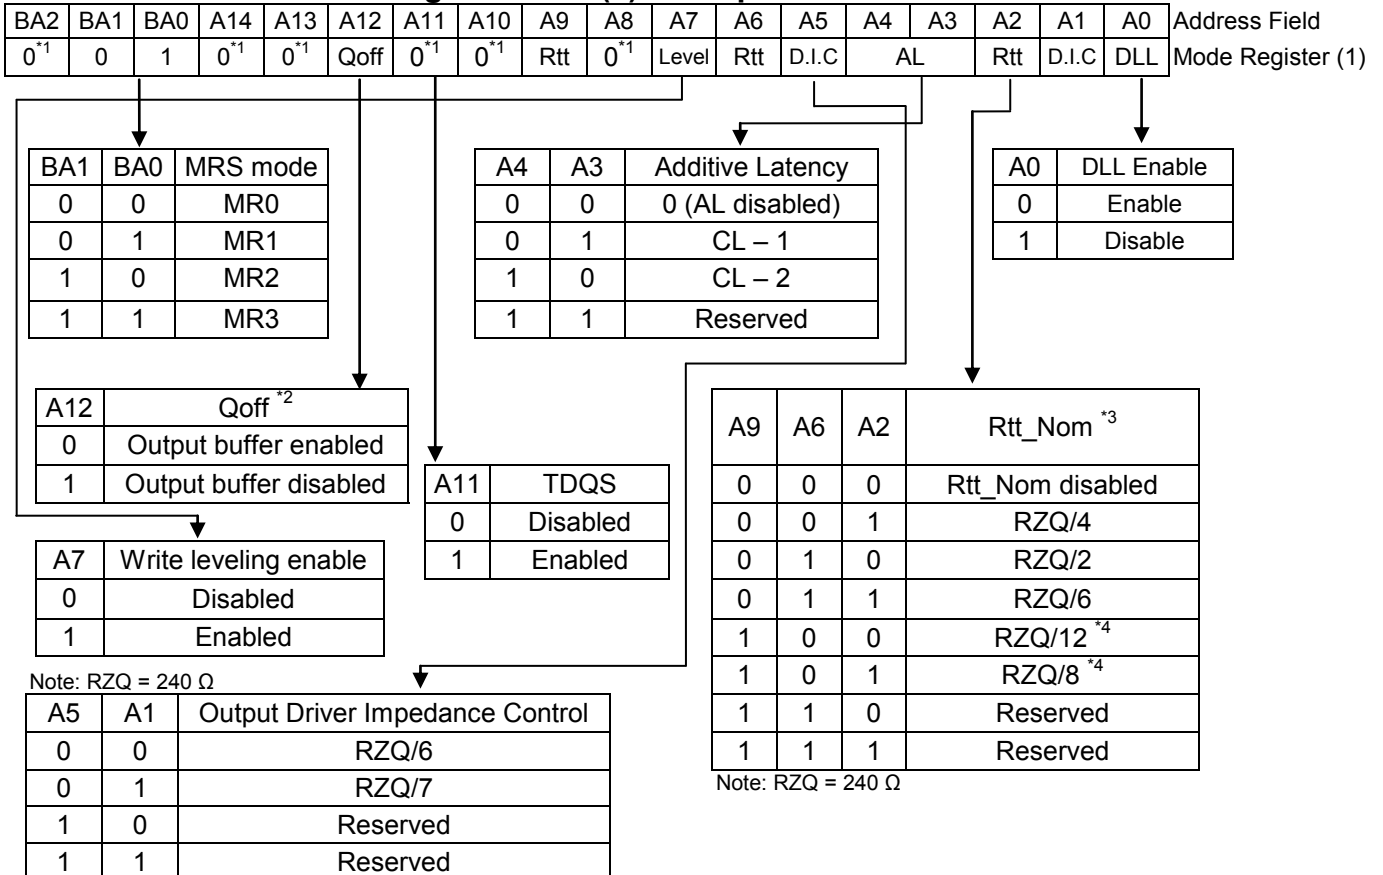 BA2 BA1 BA0 A14 A13 A12 A11 A10 A9 A8 A7 A6 A5 A4 A3 A2 A1 A0 Address Field
0*1 0 1 0*1 0*1 Qoff 0*1 0*1 Rtt 0*1 Level Rtt D.I.C AL Rtt D.I.C DLL Mode Register (1)
BA1 BA0 MRS mode
0 0 MR0
0 1 MR1
1 0 MR2
1 1 MR3
A4 A3 Additive Latency
0 0 0 (AL disabled)
0 1 CL – 1
1 0 CL – 2
1 1 Reserved
A0 DLL Enable
0 Enable
1 Disable
A12 Qoff *2
0 Output buffer enabled
1 Output buffer disabled
A11 TDQS
0 Disabled
1 Enabled
A9 A6 A2 Rtt_Nom *3
0 0 0 Rtt_Nom disabled
0 0 1 RZQ/4
0 1 0 RZQ/2
0 1 1 RZQ/6
1 0 0 RZQ/12 *4
1 0 1 RZQ/8 *4
1 1 0 Reserved
1 1 1 Reserved
Note: RZQ = 240 Ω
A7 Write leveling enable
0 Disabled
1 Enabled
Note: RZQ = 240 Ω
A5 A1 Output Driver Impedance Control
0 0 RZQ/6
0 1 RZQ/7
1 0 Reserved
1 1 Reserved